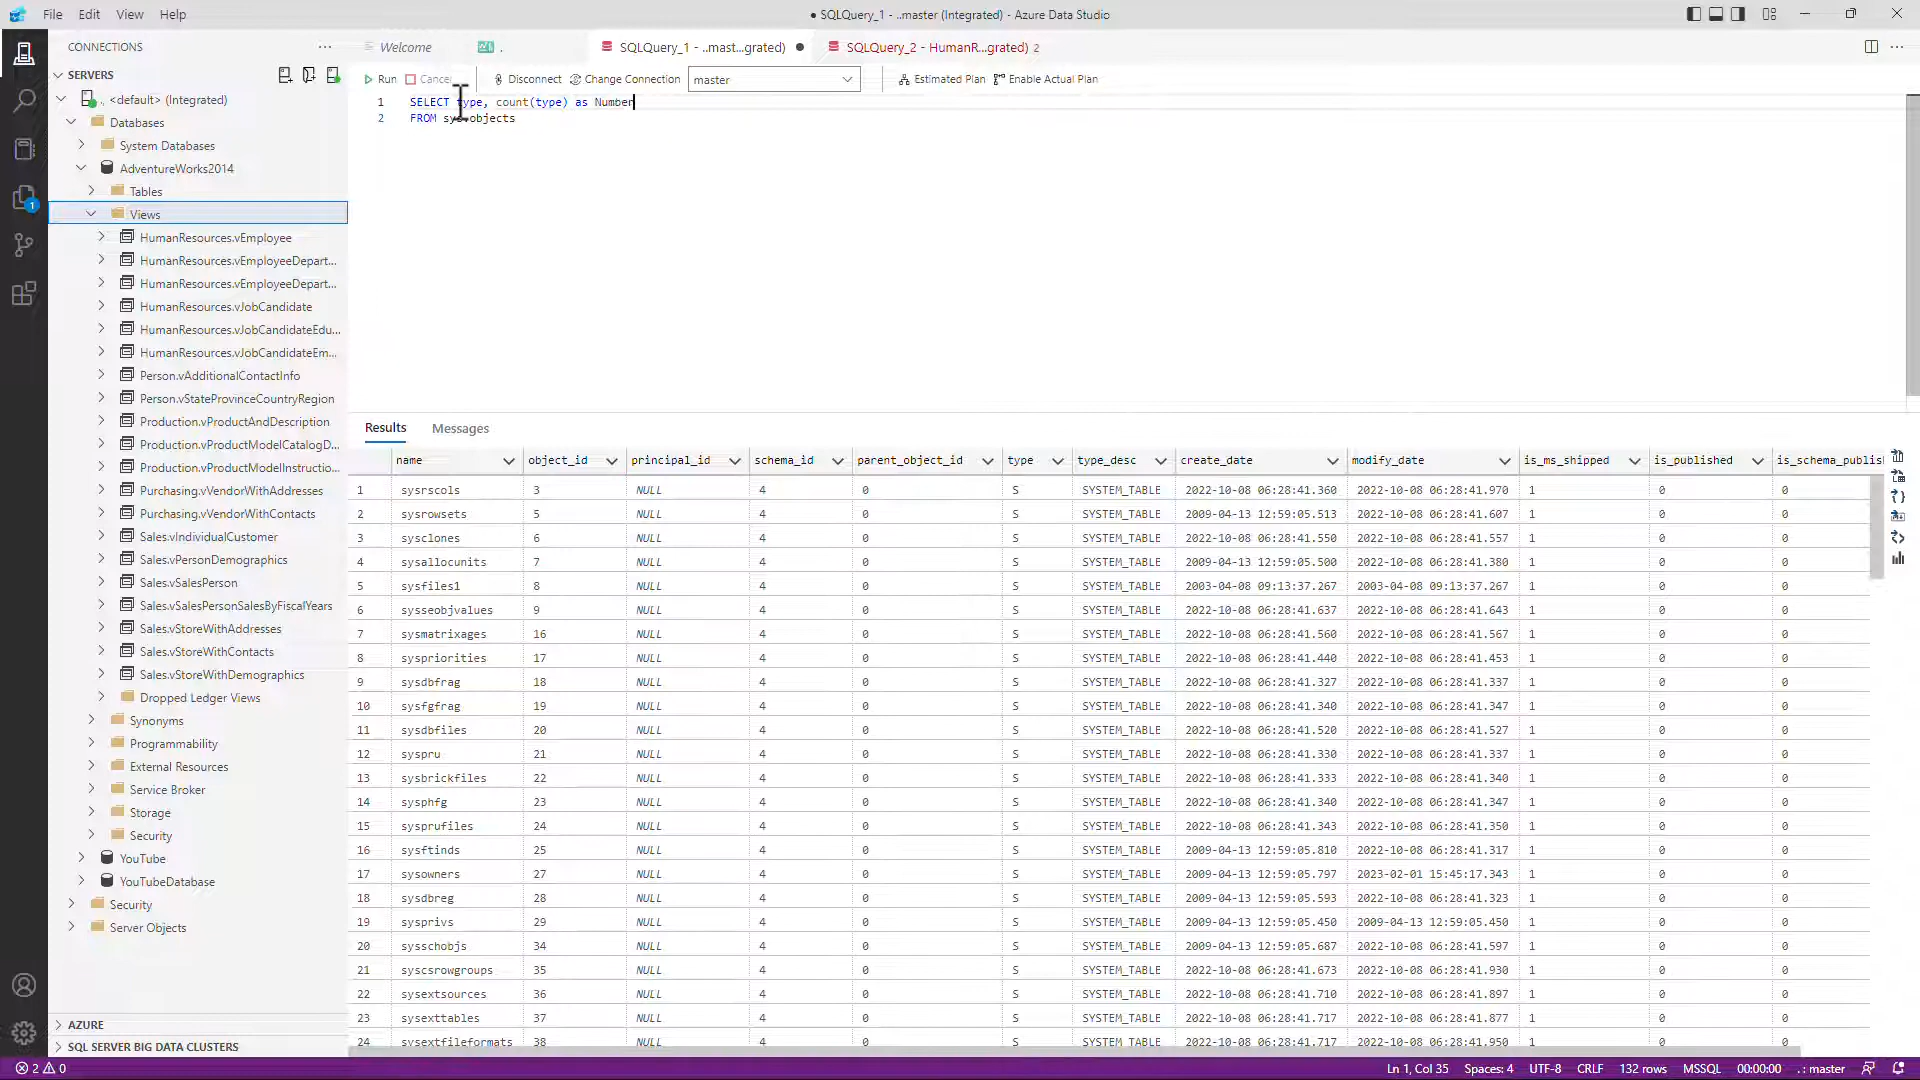 File Edit View Help
● SQLQuery_1 - ..master (Integrated) - Azure Data Studio
CONNECTIONS
Welcome
.
SQLQuery_1 - ..mast...grated) ●
SQLQuery_2 - HumanR...grated) 2
SERVERS
Run Cancel Disconnect Change Connection master Estimated Plan Enable Actual Plan
., <default> (Integrated)
Databases
System Databases
AdventureWorks2014
Tables
Views
HumanResources.vEmployee
HumanResources.vEmployeeDepart...
HumanResources.vEmployeeDepart...
HumanResources.vJobCandidate
HumanResources.vJobCandidateEdu...
HumanResources.vJobCandidateEm...
Person.vAdditionalContactInfo
Person.vStateProvinceCountryRegion
Production.vProductAndDescription
Production.vProductModelCatalogD...
Production.vProductModelInstructio...
Purchasing.vVendorWithAddresses
Purchasing.vVendorWithContacts
Sales.vIndividualCustomer
Sales.vPersonDemographics
Sales.vSalesPerson
Sales.vSalesPersonSalesByFiscalYears
Sales.vStoreWithAddresses
Sales.vStoreWithContacts
Sales.vStoreWithDemographics
Dropped Ledger Views
Synonyms
Programmability
External Resources
Service Broker
Storage
Security
YouTube
YouTubeDatabase
Security
Server Objects
AZURE
SQL SERVER BIG DATA CLUSTERS
1
1 SELECT type, count(type) as Number
2 FROM sys.objects
Results Messages
name object_id principal_id schema_id parent_object_id type type_desc create_date modify_date is_ms_shipped is_published is_schema_publis
1 sysrscols 3 NULL 4 0 S SYSTEM_TABLE 2022-10-08 06:28:41.360 2022-10-08 06:28:41.970 1 0 0
2 sysrowsets 5 NULL 4 0 S SYSTEM_TABLE 2009-04-13 12:59:05.513 2022-10-08 06:28:41.607 1 0 0
3 sysclones 6 NULL 4 0 S SYSTEM_TABLE 2022-10-08 06:28:41.550 2022-10-08 06:28:41.557 1 0 0
4 sysallocunits 7 NULL 4 0 S SYSTEM_TABLE 2009-04-13 12:59:05.500 2022-10-08 06:28:41.380 1 0 0
5 sysfiles1 8 NULL 4 0 S SYSTEM_TABLE 2003-04-08 09:13:37.267 2003-04-08 09:13:37.267 1 0 0
6 sysseobjvalues 9 NULL 4 0 S SYSTEM_TABLE 2022-10-08 06:28:41.637 2022-10-08 06:28:41.643 1 0 0
7 sysmatrixages 16 NULL 4 0 S SYSTEM_TABLE 2022-10-08 06:28:41.560 2022-10-08 06:28:41.567 1 0 0
8 syspriorities 17 NULL 4 0 S SYSTEM_TABLE 2022-10-08 06:28:41.440 2022-10-08 06:28:41.453 1 0 0
9 sysdbfrag 18 NULL 4 0 S SYSTEM_TABLE 2022-10-08 06:28:41.327 2022-10-08 06:28:41.337 1 0 0
10 sysfgfrag 19 NULL 4 0 S SYSTEM_TABLE 2022-10-08 06:28:41.340 2022-10-08 06:28:41.347 1 0 0
11 sysdbfiles 20 NULL 4 0 S SYSTEM_TABLE 2022-10-08 06:28:41.520 2022-10-08 06:28:41.527 1 0 0
12 syspru 21 NULL 4 0 S SYSTEM_TABLE 2022-10-08 06:28:41.330 2022-10-08 06:28:41.337 1 0 0
13 sysbrickfiles 22 NULL 4 0 S SYSTEM_TABLE 2022-10-08 06:28:41.333 2022-10-08 06:28:41.340 1 0 0
14 sysphfg 23 NULL 4 0 S SYSTEM_TABLE 2022-10-08 06:28:41.340 2022-10-08 06:28:41.347 1 0 0
15 sysprufiles 24 NULL 4 0 S SYSTEM_TABLE 2022-10-08 06:28:41.343 2022-10-08 06:28:41.350 1 0 0
16 sysftinds 25 NULL 4 0 S SYSTEM_TABLE 2009-04-13 12:59:05.810 2022-10-08 06:28:41.317 1 0 0
17 sysowners 27 NULL 4 0 S SYSTEM_TABLE 2009-04-13 12:59:05.797 2023-02-01 15:45:17.343 1 0 0
18 sysdbreg 28 NULL 4 0 S SYSTEM_TABLE 2022-10-08 06:28:41.593 2022-10-08 06:28:41.323 1 0 0
19 sysprivs 29 NULL 4 0 S SYSTEM_TABLE 2009-04-13 12:59:05.450 2009-04-13 12:59:05.450 1 0 0
20 sysschobjs 34 NULL 4 0 S SYSTEM_TABLE 2009-04-13 12:59:05.687 2022-10-08 06:28:41.597 1 0 0
21 syscsrowgroups 35 NULL 4 0 S SYSTEM_TABLE 2022-10-08 06:28:41.673 2022-10-08 06:28:41.930 1 0 0
22 sysextsources 36 NULL 4 0 S SYSTEM_TABLE 2022-10-08 06:28:41.710 2022-10-08 06:28:41.897 1 0 0
23 sysexttables 37 NULL 4 0 S SYSTEM_TABLE 2022-10-08 06:28:41.717 2022-10-08 06:28:41.877 1 0 0
24 sysextfileformats 38 NULL 4 0 S SYSTEM_TABLE 2022-10-08 06:28:41.717 2022-10-08 06:28:41.950 1 0 0
2 0 Ln 1, Col 35 Spaces: 4 UTF-8 CRLF 132 rows MSSQL 00:00:00 . : master